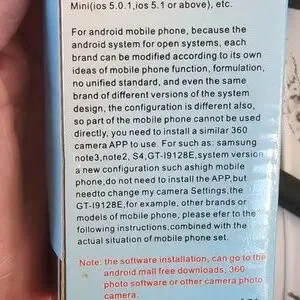 Mini(ios 5.0.1,ios 5.1 or above), etc.
For android mobile phone, because the
android system for open systems, each
brand can be modified according to its own
ideas of mobile phone function, formulation,
no unified standard, and even the same
brand of different versions of the system
design, the configuration is different also,
so part of the mobile phone cannot be used
directly, you need to install a similar 360
camera APP to use. For such as: samsung
note3,note2, S4,GT-I9128E,system version
a new configuration such ashigh mobile
phone,do not need to install the APP,but
needto change my camera Settings,the
GT-I9128E,for example, other brands or
models of mobile phone, please efer to the
following instructions,combined with the
actual situation of mobile phone set.
Note: the software installation, can go to the
android mall free downloads, 360
photo software or other camera photo
camera.